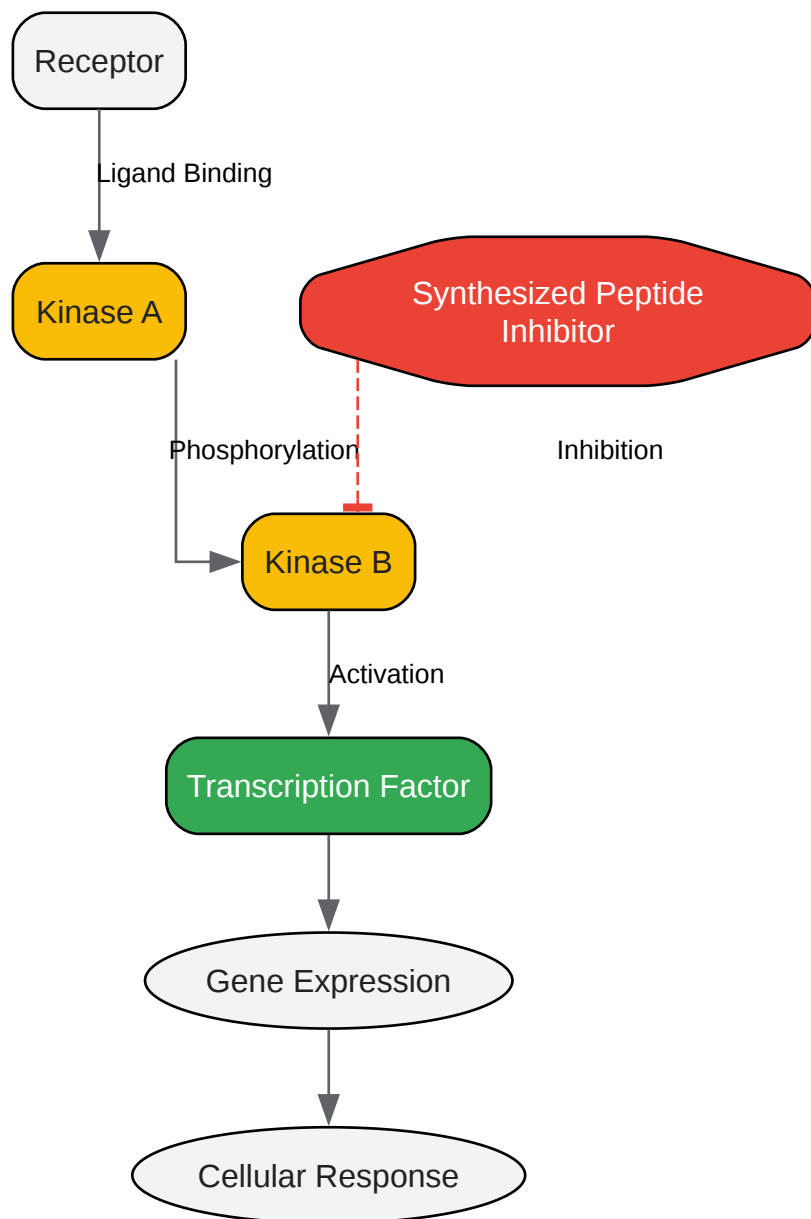 Receptor
Ligand Binding
Kinase A
Synthesized Peptide
Inhibitor
Phosphorylation
Inhibition
Kinase B
Activation
Transcription Factor
Gene Expression
Cellular Response